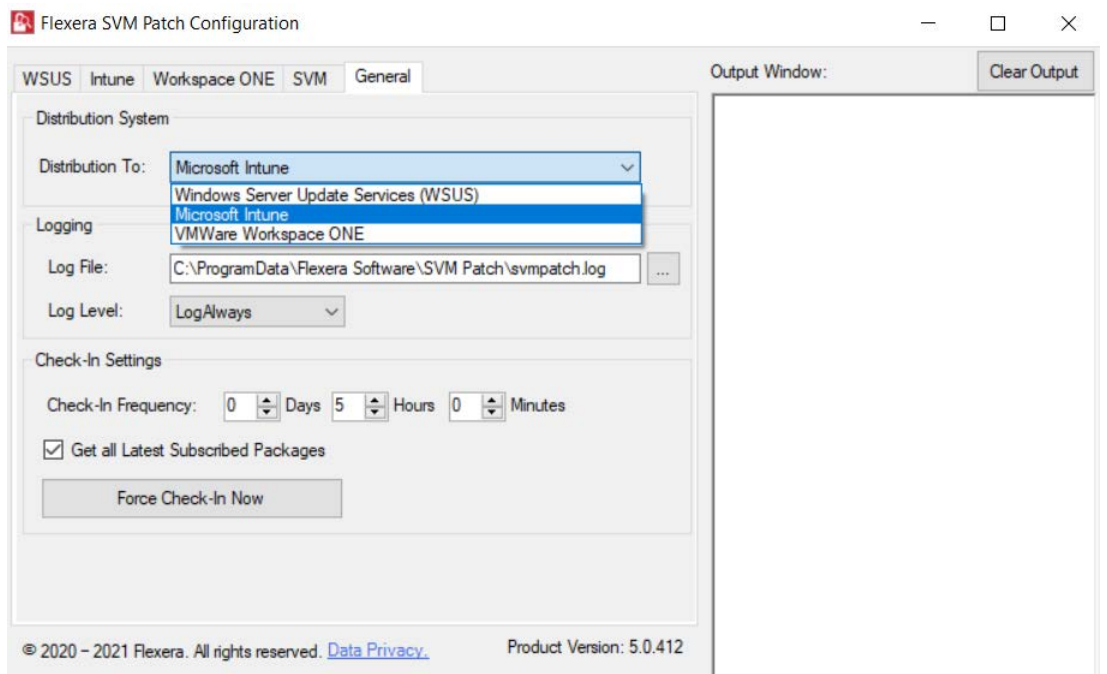 Flexera SVM Patch Configuration
WSUS Intune Workspace ONE SVM General
Output Window: Clear Output
Distribution System
Distribution To: Microsoft Intune
Windows Server Update Services (WSUS)
Microsoft Intune
VMWare Workspace ONE
Logging
Log File: C:\ProgramData\Flexera Software\SVM Patch\svmpatch.log ...
Log Level: LogAlways
Check-In Settings
Check-In Frequency: 0 Days 5 Hours 0 Minutes
Get all Latest Subscribed Packages
Force Check-In Now
© 2020 – 2021 Flexera. All rights reserved. Data Privacy. Product Version: 5.0.412